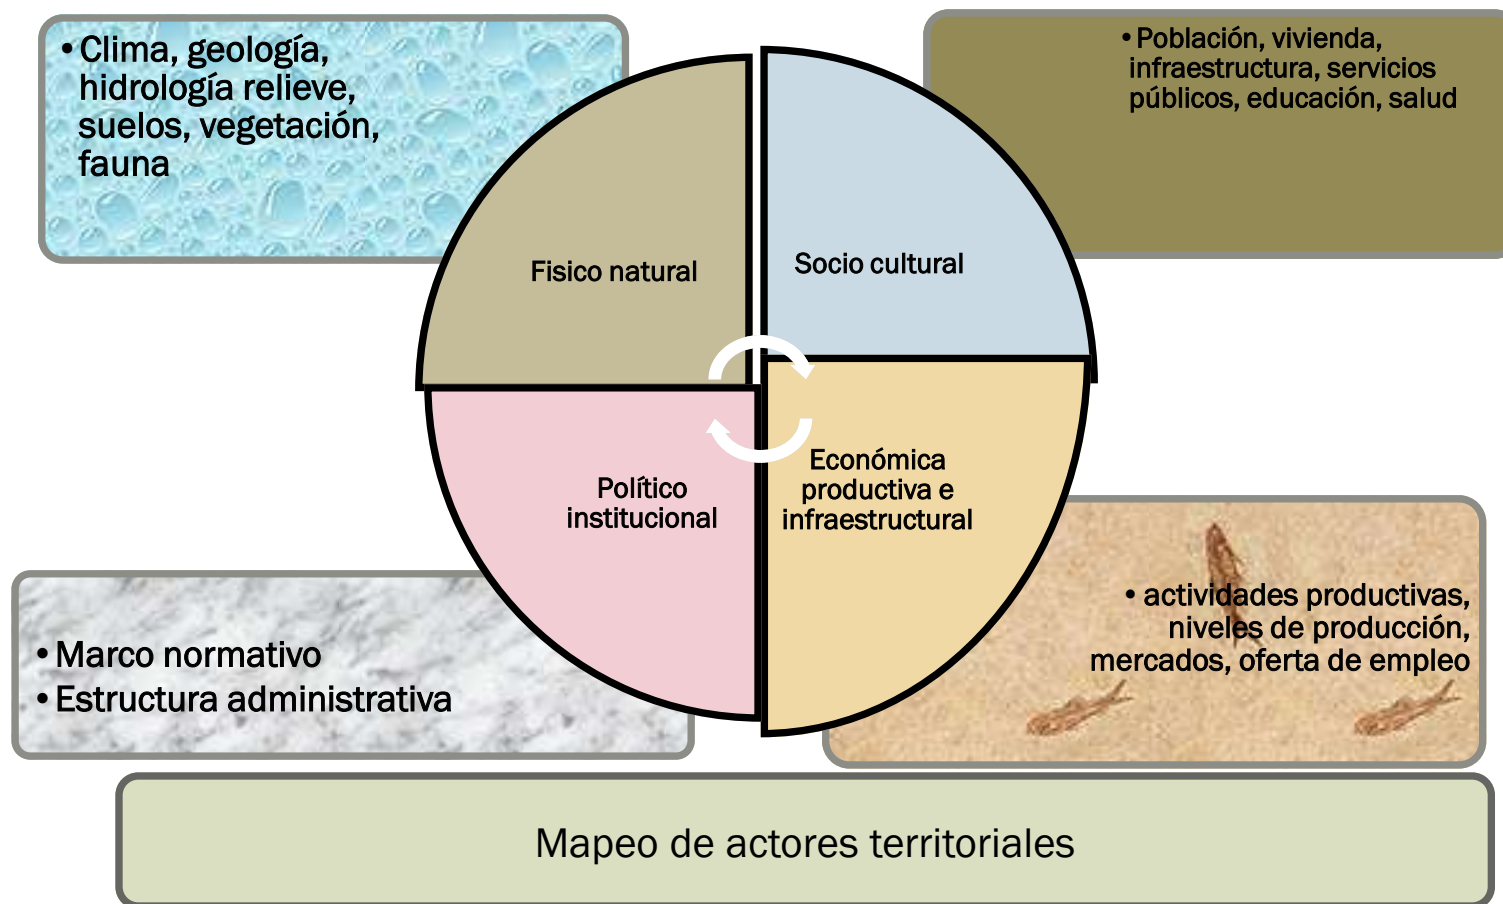 • Clima, geología,
hidrología relieve,
suelos, vegetación,
fauna
• Población, vivienda,
infraestructura, servicios
públicos, educación, salud
Fisico natural
Socio cultural
Político
institucional
Económica
productiva e
infraestructural
• Marco normativo
• Estructura administrativa
• actividades productivas,
niveles de producción,
mercados, oferta de empleo
Mapeo de actores territoriales